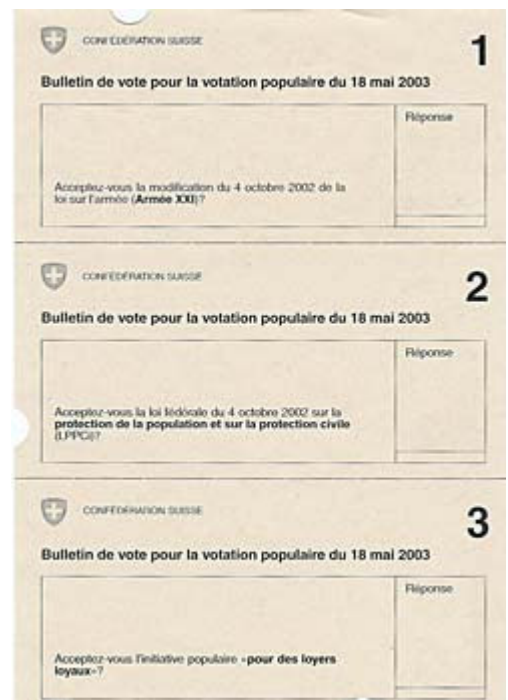 CONFÉDÉRATION SUISSE
1
Bulletin de vote pour la votation populaire du 18 mai 2003
Réponse
Acceptez-vous la modification du 4 octobre 2002 de la
loi sur l'armée (Armée XXI)?
CONFÉDÉRATION SUISSE
2
Bulletin de vote pour la votation populaire du 18 mai 2003
Réponse
Acceptez-vous la loi fédérale du 4 octobre 2002 sur la
protection de la population et sur la protection civile
(LPPCi)?
CONFÉDÉRATION SUISSE
3
Bulletin de vote pour la votation populaire du 18 mai 2003
Réponse
Acceptez-vous l'initiative populaire «pour des loyers
loyaux»?